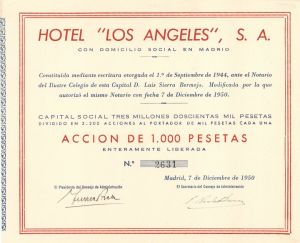 HOTEL "LOS ANGELES", S. A.
CON DOMICILIO SOCIAL EN MADRID
Constituida mediante escritura otorgada el 1.º de Septiembre de 1944, ante el Notario
del Ilustre Colegio de esta Capital D. Luis Sierra Bermejo. Modificada por la que
autorizó el mismo Notario con fecha 7 de Diciembre de 1950.
CAPITAL SOCIAL TRES MILLONES DOSCIENTAS MIL PESETAS
DIVIDIDO EN 3.200 ACCIONES AL PORTADOR DE MIL PESETAS CADA UNA
ACCION DE 1.000 PESETAS
ENTERAMENTE LIBERADA
N.º 2631
Madrid, 7 de Diciembre de 1950
El Presidente del Consejo de Administración
El Secretario del Consejo de Administración